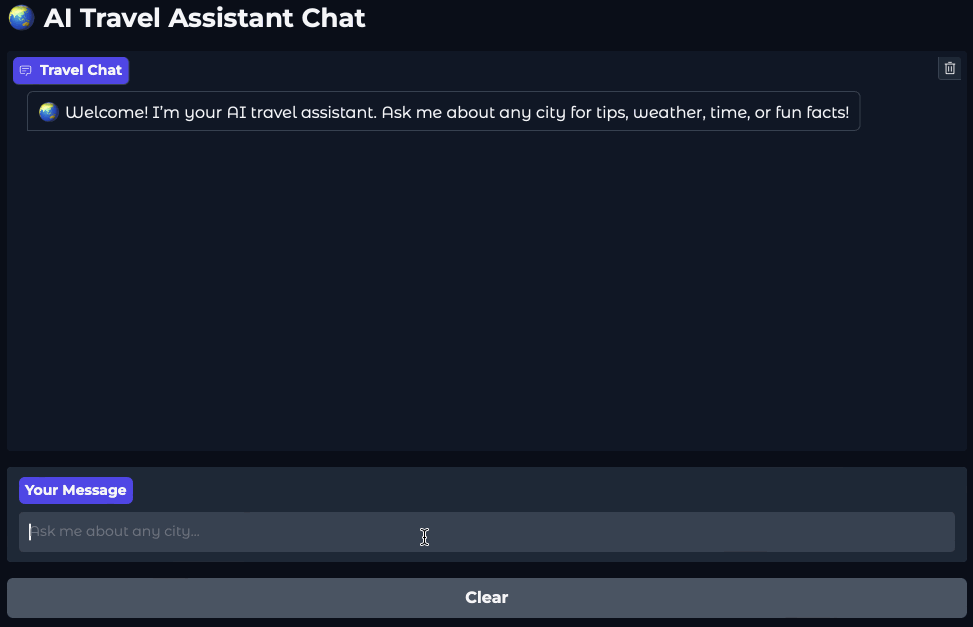 AI Travel Assistant Chat
Travel Chat
Welcome! I'm your AI travel assistant. Ask me about any city for tips, weather, time, or fun facts!
Your Message
Ask me about any city...
Clear